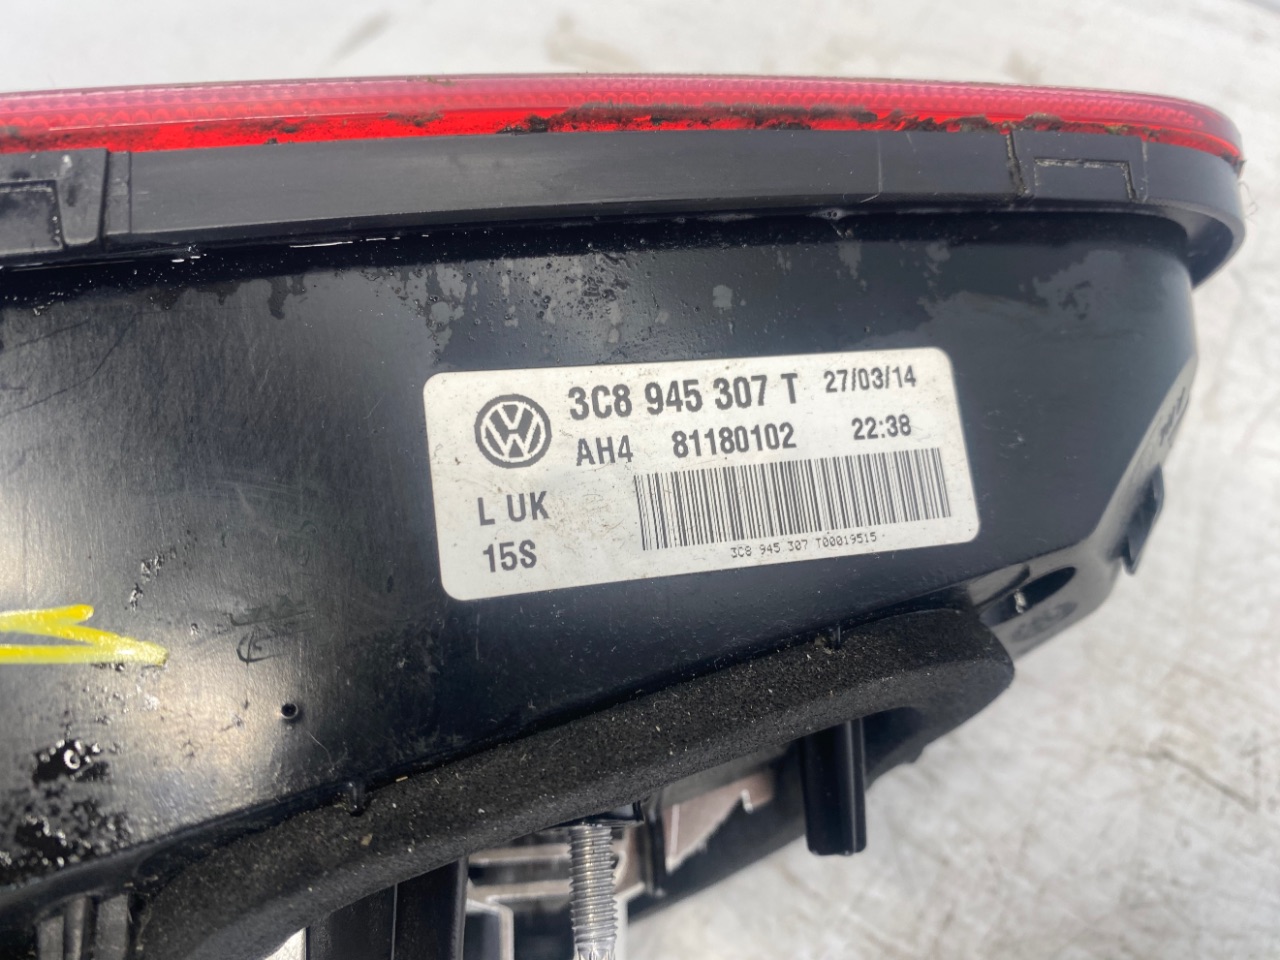 3C8 945 307 T 27/03/14
AH4 81180102 22:38
L UK
15S
3C8 945 307 T00019515